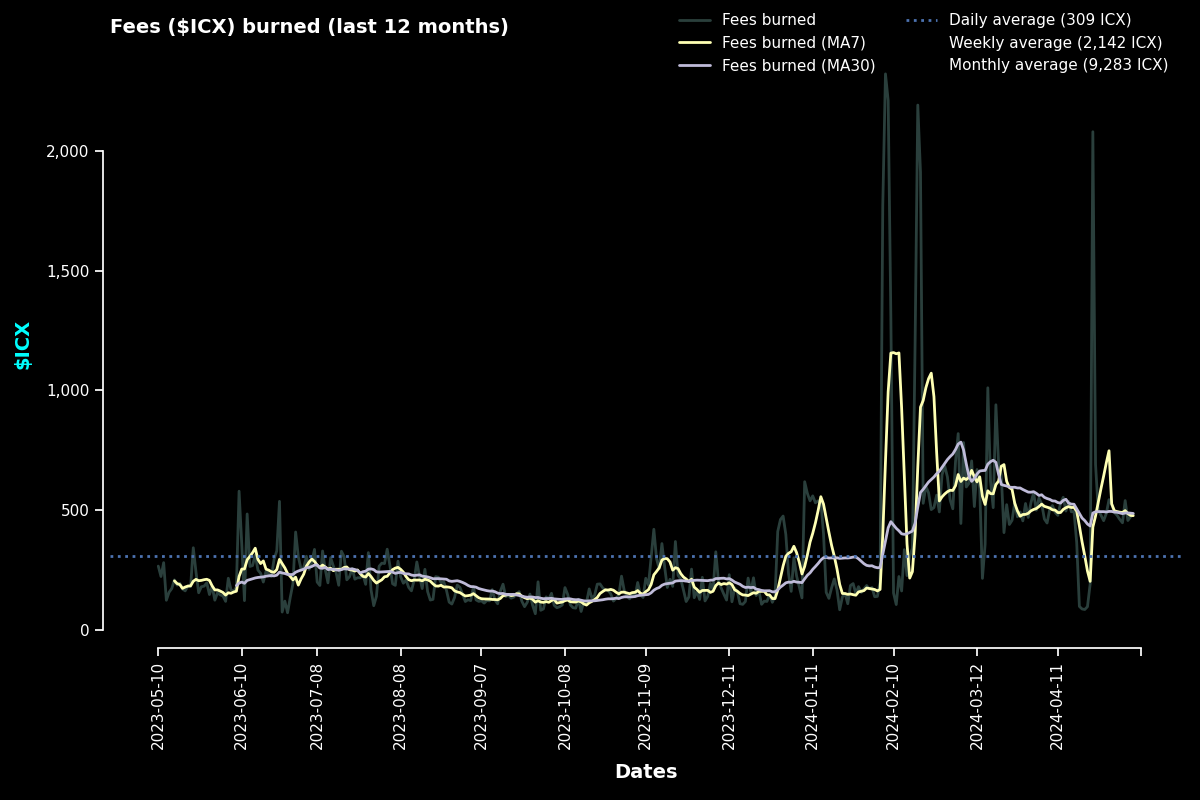 Fees ($ICX) burned (last 12 months)
Fees burned
Fees burned (MA7)
Fees burned (MA30)
Daily average (309 ICX)
Weekly average (2,142 ICX)
Monthly average (9,283 ICX)
2,000
1,500
1,000
500
0
$ICX
2023-05-10
2023-06-10
2023-07-08
2023-08-08
2023-09-07
2023-10-08
2023-11-09
2023-12-11
2024-01-11
2024-02-10
2024-03-12
2024-04-11
Dates